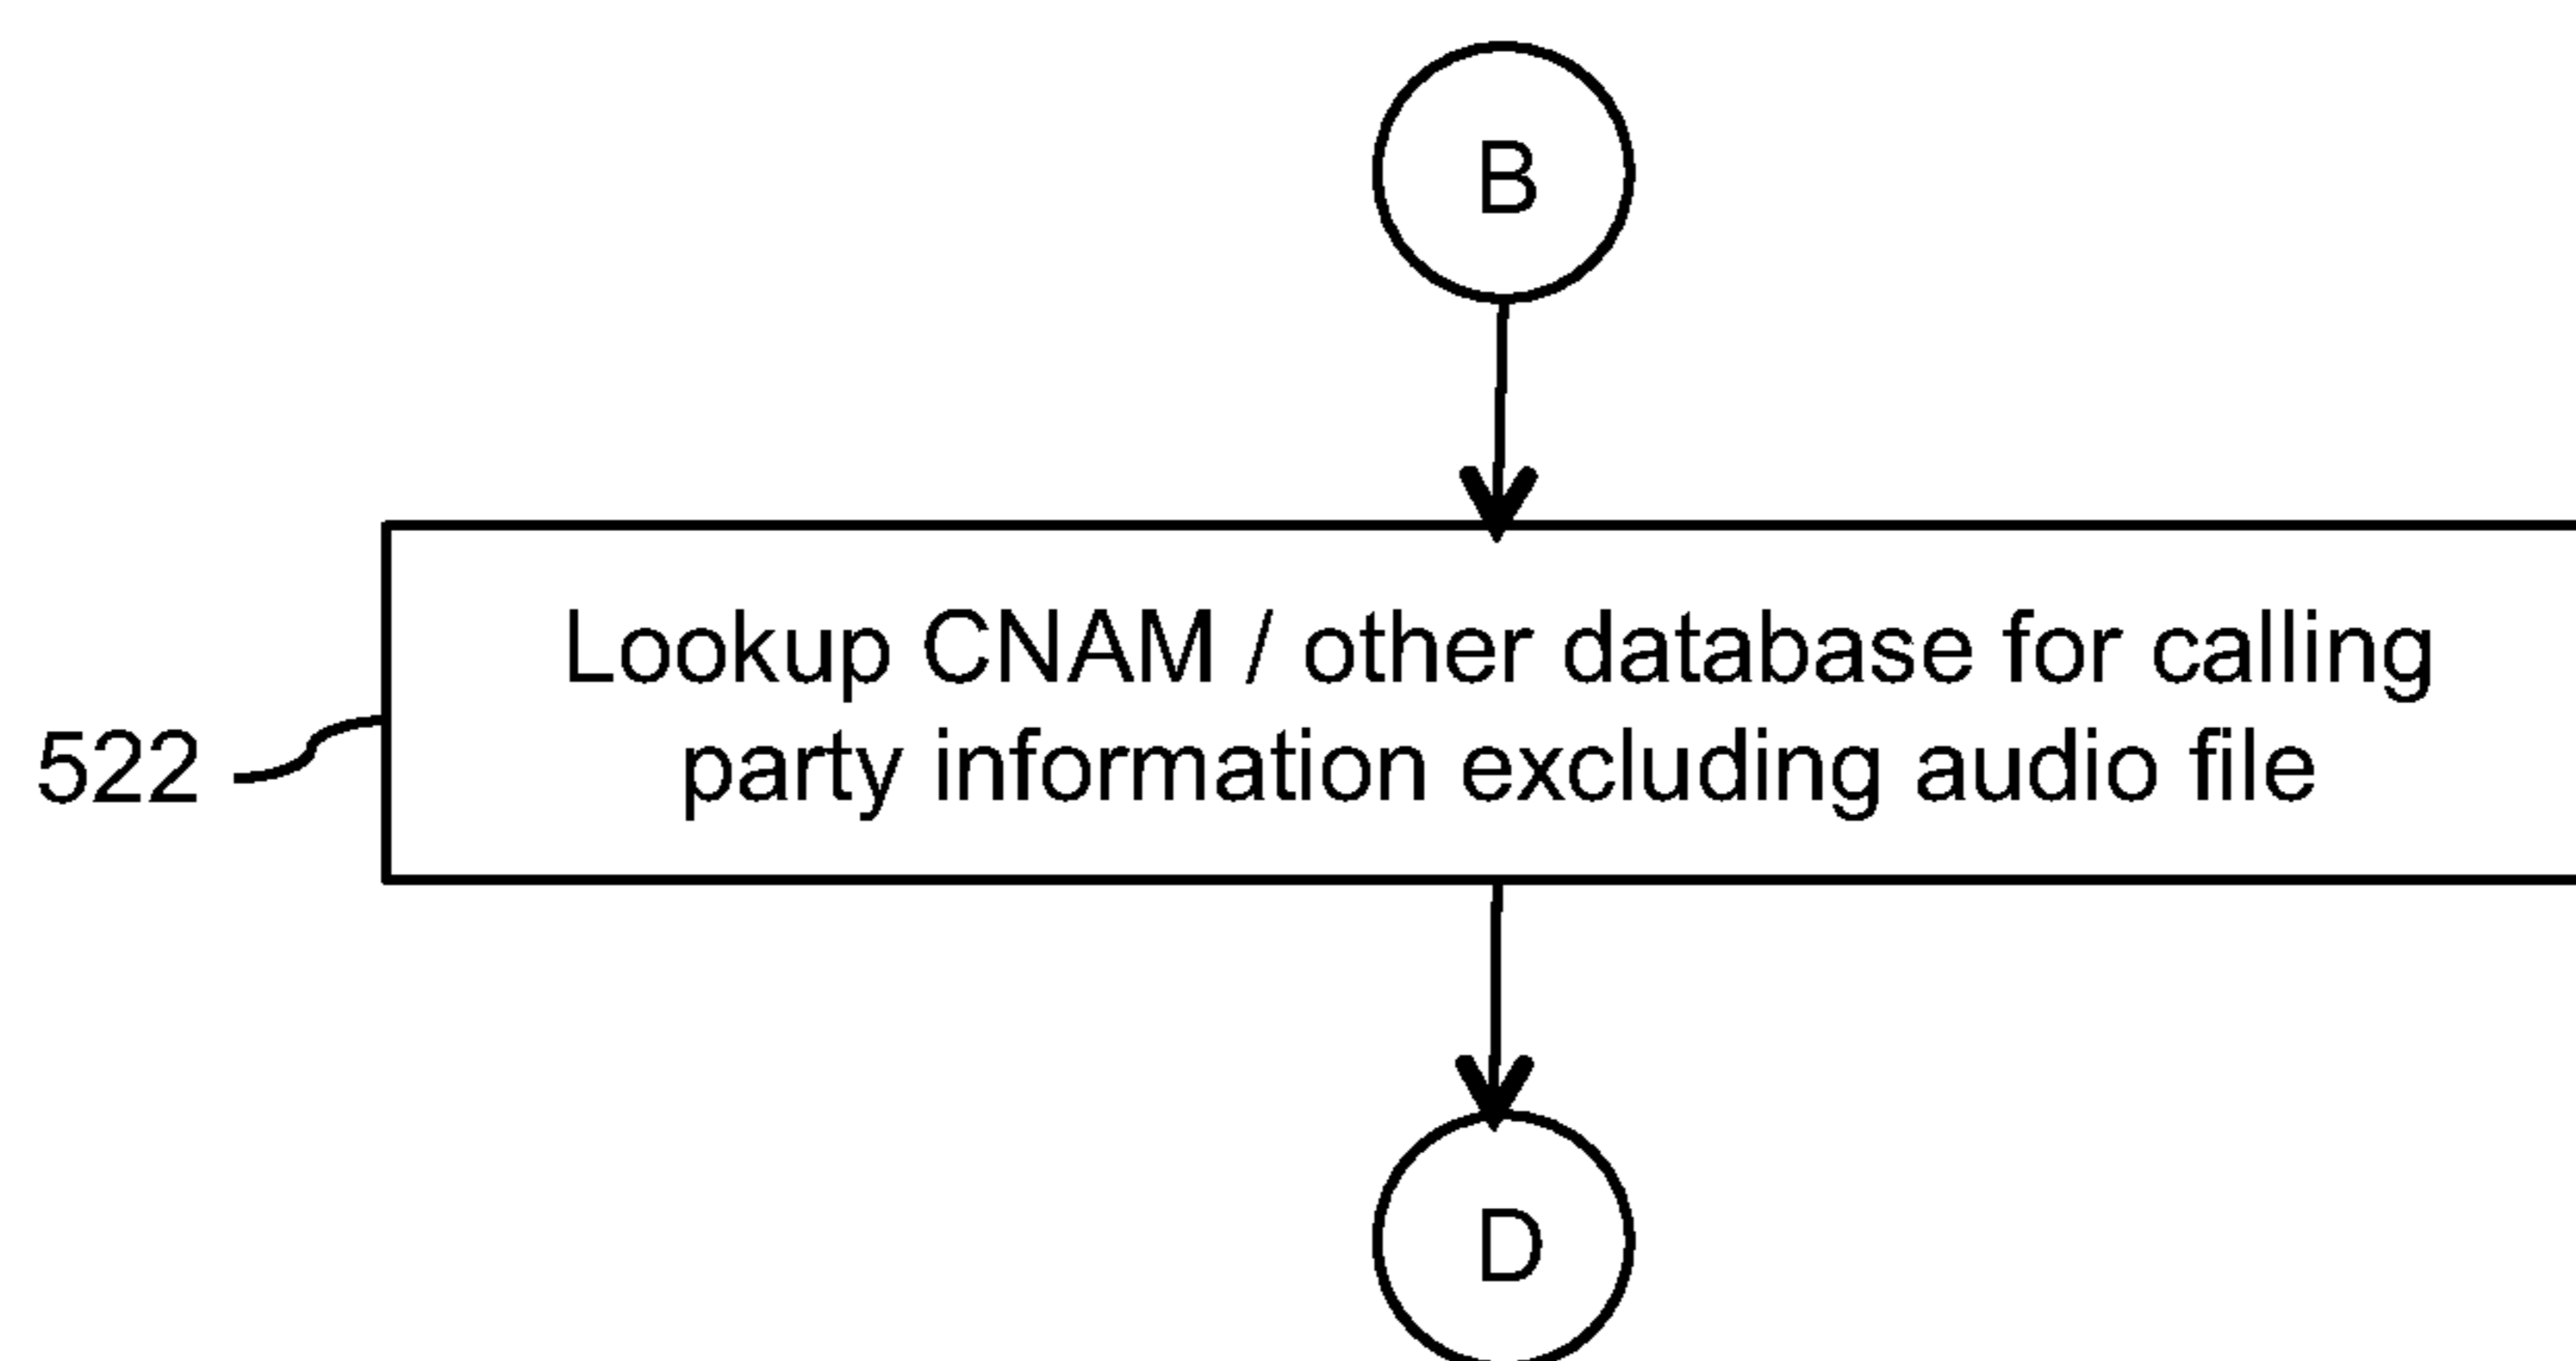 B
Lookup CNAM / other database for calling
party information excluding audio file
522
D